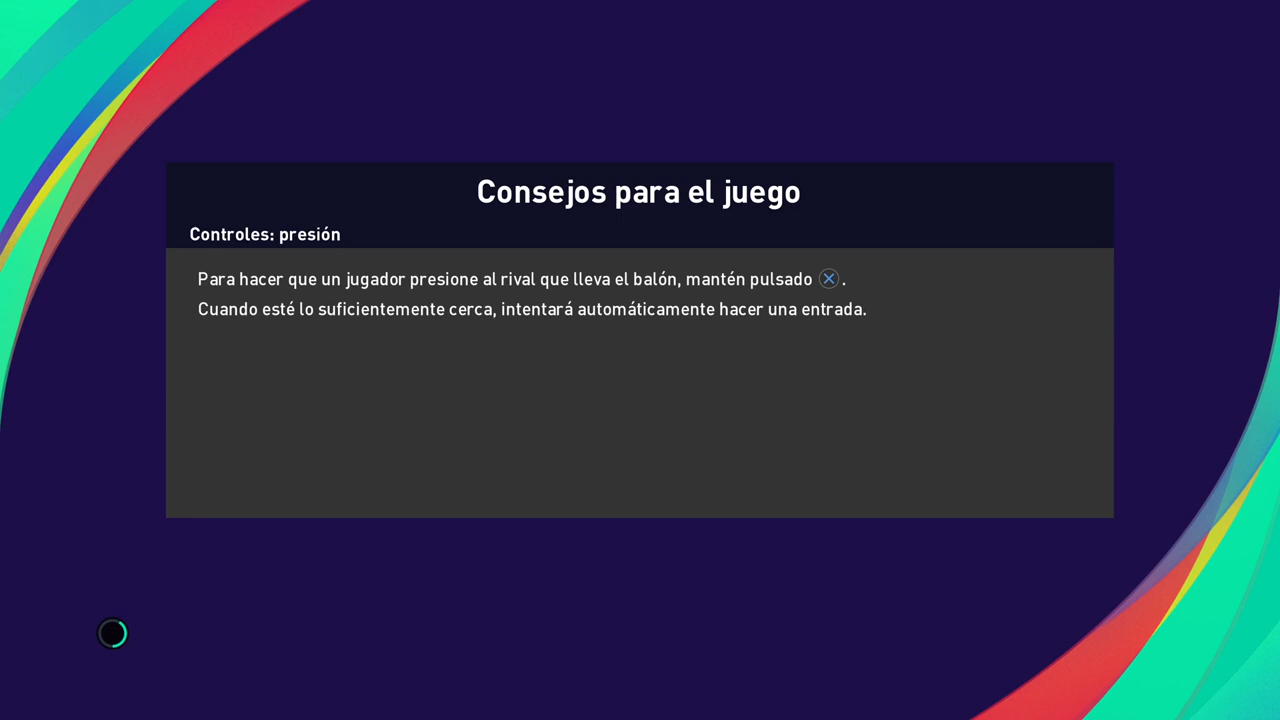 Consejos para el juego
Controles: presión
Para hacer que un jugador presione al rival que lleva el balón, mantén pulsado ⓧ.
Cuando esté lo suficientemente cerca, intentará automáticamente hacer una entrada.